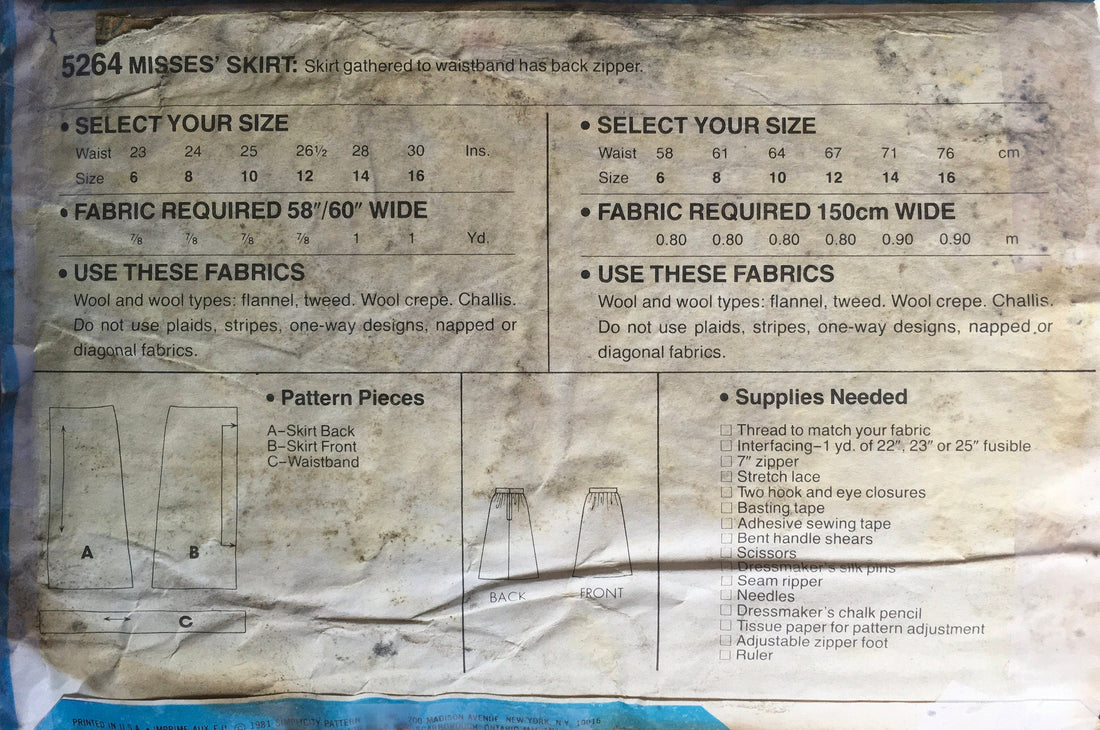 5264 MISSES' SKIRT: Skirt gathered to waistband has back zipper.
• SELECT YOUR SIZE
Waist 23 24 25 26½ 28 30 Ins.
Size 6 8 10 12 14 16
• FABRIC REQUIRED 58"/60" WIDE
⅞ ⅞ ⅞ ⅞ 1 1 Yd.
• USE THESE FABRICS
Wool and wool types: flannel, tweed. Wool crepe. Challis.
Do not use plaids, stripes, one-way designs, napped or
diagonal fabrics.
• SELECT YOUR SIZE
Waist 58 61 64 67 71 76 cm
Size 6 8 10 12 14 16
• FABRIC REQUIRED 150cm WIDE
0.80 0.80 0.80 0.80 0.90 0.90 m
• USE THESE FABRICS
Wool and wool types: flannel, tweed. Wool crepe. Challis.
Do not use plaids, stripes, one-way designs, napped or
diagonal fabrics.
A
B
C
• Pattern Pieces
A–Skirt Back
B–Skirt Front
C–Waistband
BACK
FRONT
• Supplies Needed
Thread to match your fabric
Interfacing–1 yd. of 22", 23" or 25" fusible
7" zipper
Stretch lace
Two hook and eye closures
Basting tape
Adhesive sewing tape
Bent handle shears
Scissors
Dressmaker's silk pins
Seam ripper
Needles
Dressmaker's chalk pencil
Tissue paper for pattern adjustment
Adjustable zipper foot
Ruler
PRINTED IN U.S.A. • IMPRIME AUX E.U. © 1981 SIMPLICITY PATTERN
200 MADISON AVENUE, NEW YORK, N.Y. 10016